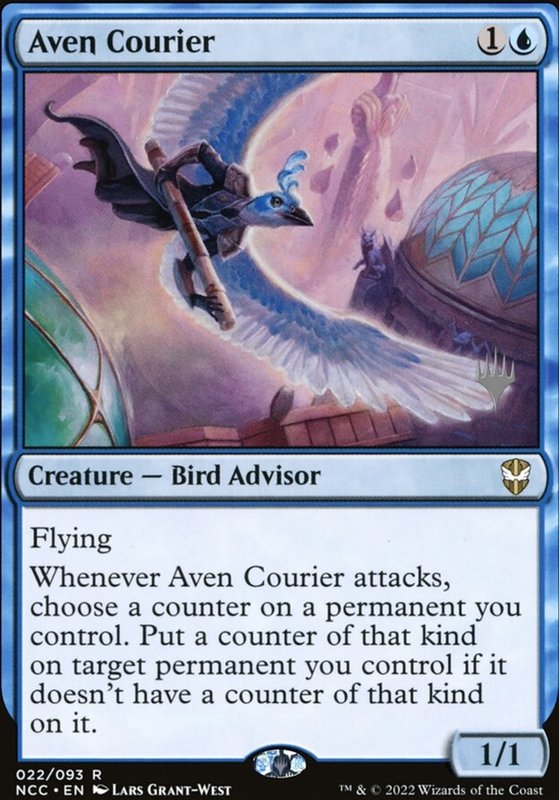 Aven Courier 1
Creature — Bird Advisor
Flying
Whenever Aven Courier attacks,
choose a counter on a permanent you
control. Put a counter of that kind
on target permanent you control if it
doesn't have a counter of that kind
on it.
1/1
022/093 R
NCC • EN Lars Grant-West
™ & © 2022 Wizards of the Coast